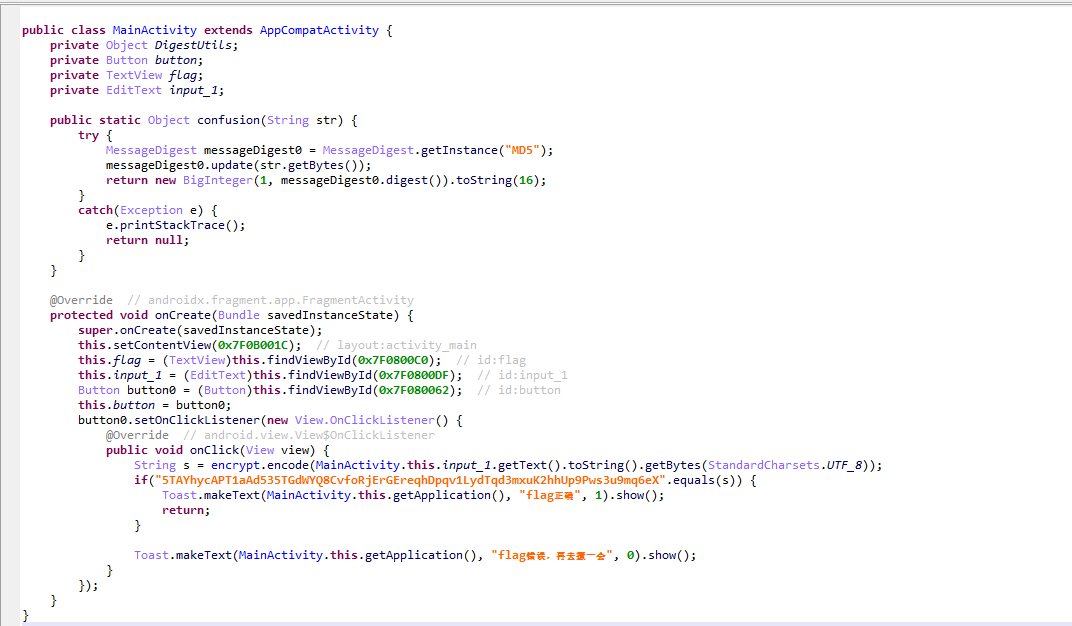 public class MainActivity extends AppCompatActivity {
private Object DigestUtils;
private Button button;
private TextView flag;
private EditText input_1;
public static Object confusion(String str) {
try {
MessageDigest messageDigest0 = MessageDigest.getInstance("MD5");
messageDigest0.update(str.getBytes());
return new BigInteger(1, messageDigest0.digest()).toString(16);
}
catch(Exception e) {
e.printStackTrace();
return null;
}
}
@Override // androidx.fragment.app.FragmentActivity
protected void onCreate(Bundle savedInstanceState) {
super.onCreate(savedInstanceState);
this.setContentView(0x7F0B001C); // layout:activity_main
this.flag = (TextView)this.findViewById(0x7F0800C0); // id:flag
this.input_1 = (EditText)this.findViewById(0x7F0800DF); // id:input_1
Button button0 = (Button)this.findViewById(0x7F080062); // id:button
this.button = button0;
button0.setOnClickListener(new View.OnClickListener() {
@Override // android.view.View$OnClickListener
public void onClick(View view) {
String s = encrypt.encode(MainActivity.this.input_1.getText().toString().getBytes(StandardCharsets.UTF_8));
if("5TAYhycAPT1aAd535TGdWYQ8CvfoRjErGEreqhDpqv1LydTqd3mxuK2hhUp9Pws3u9mq6eX".equals(s)) {
Toast.makeText(MainActivity.this.getApplication(), "flag正确", 1).show();
return;
}
Toast.makeText(MainActivity.this.getApplication(), "flag错误，再去想一会", 0).show();
}
});
}
}